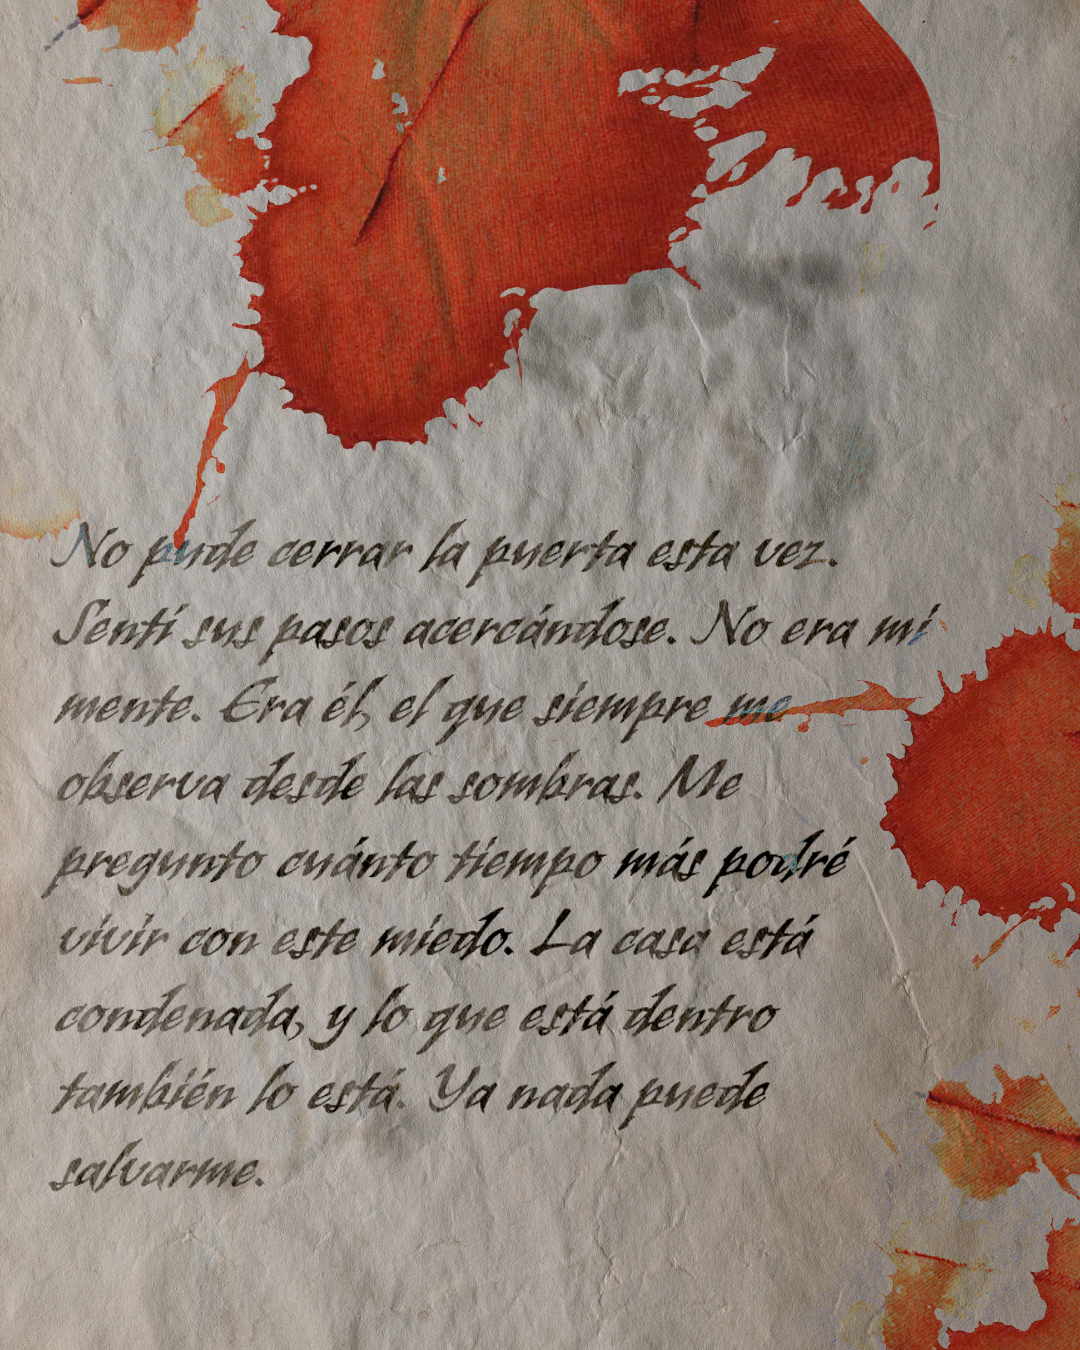 No pude cerrar la puerta esta vez.
Sentí sus pasos acercándose. No era mi
mente. Era él, el que siempre me
observa desde las sombras. Me
pregunto cuánto tiempo más podré
vivir con este miedo. La casa está
condenada, y lo que está dentro
también lo está. Ya nada puede
salvarme.